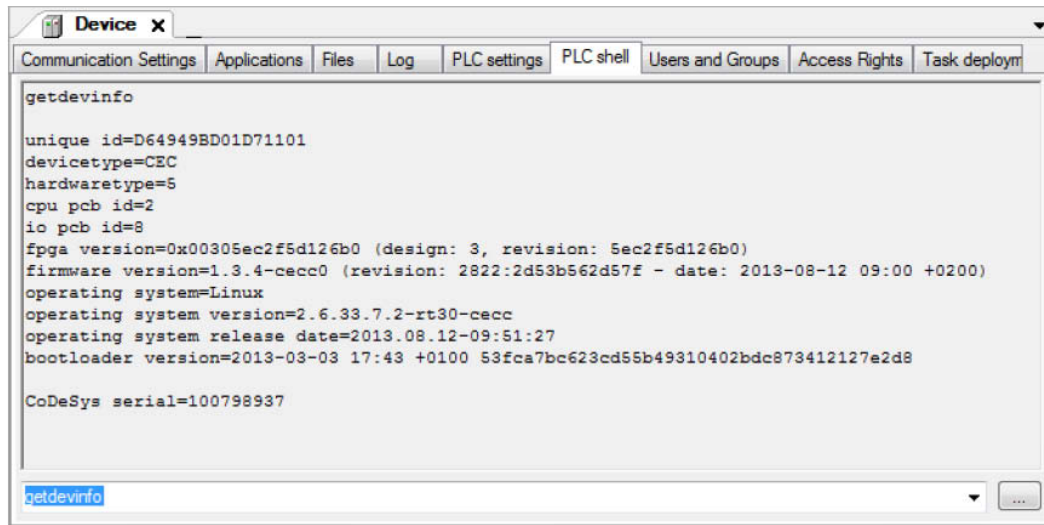 Device
Communication Settings Applications Files Log PLC settings PLC shell Users and Groups Access Rights Task deploym
getdevinfo
unique id=D64949BD01D71101
devicetype=CEC
hardwaretype=5
cpu pcb id=2
io pcb id=8
fpga version=0x00305ec2f5d126b0 (design: 3, revision: 5ec2f5d126b0)
firmware version=1.3.4-cecc0 (revision: 2822:2d53b562d57f - date: 2013-08-12 09:00 +0200)
operating system=Linux
operating system version=2.6.33.7.2-rt30-cecc
operating system release date=2013.08.12-09:51:27
bootloader version=2013-03-03 17:43 +0100 53fca7bc623cd55b49310402bdc873412127e2d8
CoDeSys serial=100798937
getdevinfo ...